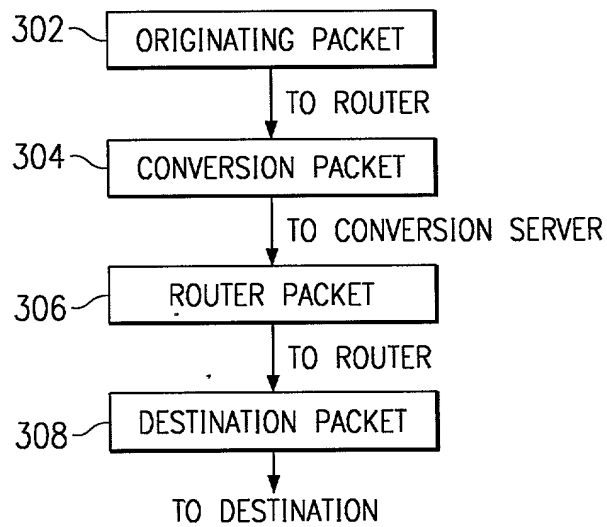 302 ORIGINATING PACKET
TO ROUTER
304 CONVERSION PACKET
TO CONVERSION SERVER
306 ROUTER PACKET
TO ROUTER
308 DESTINATION PACKET
TO DESTINATION